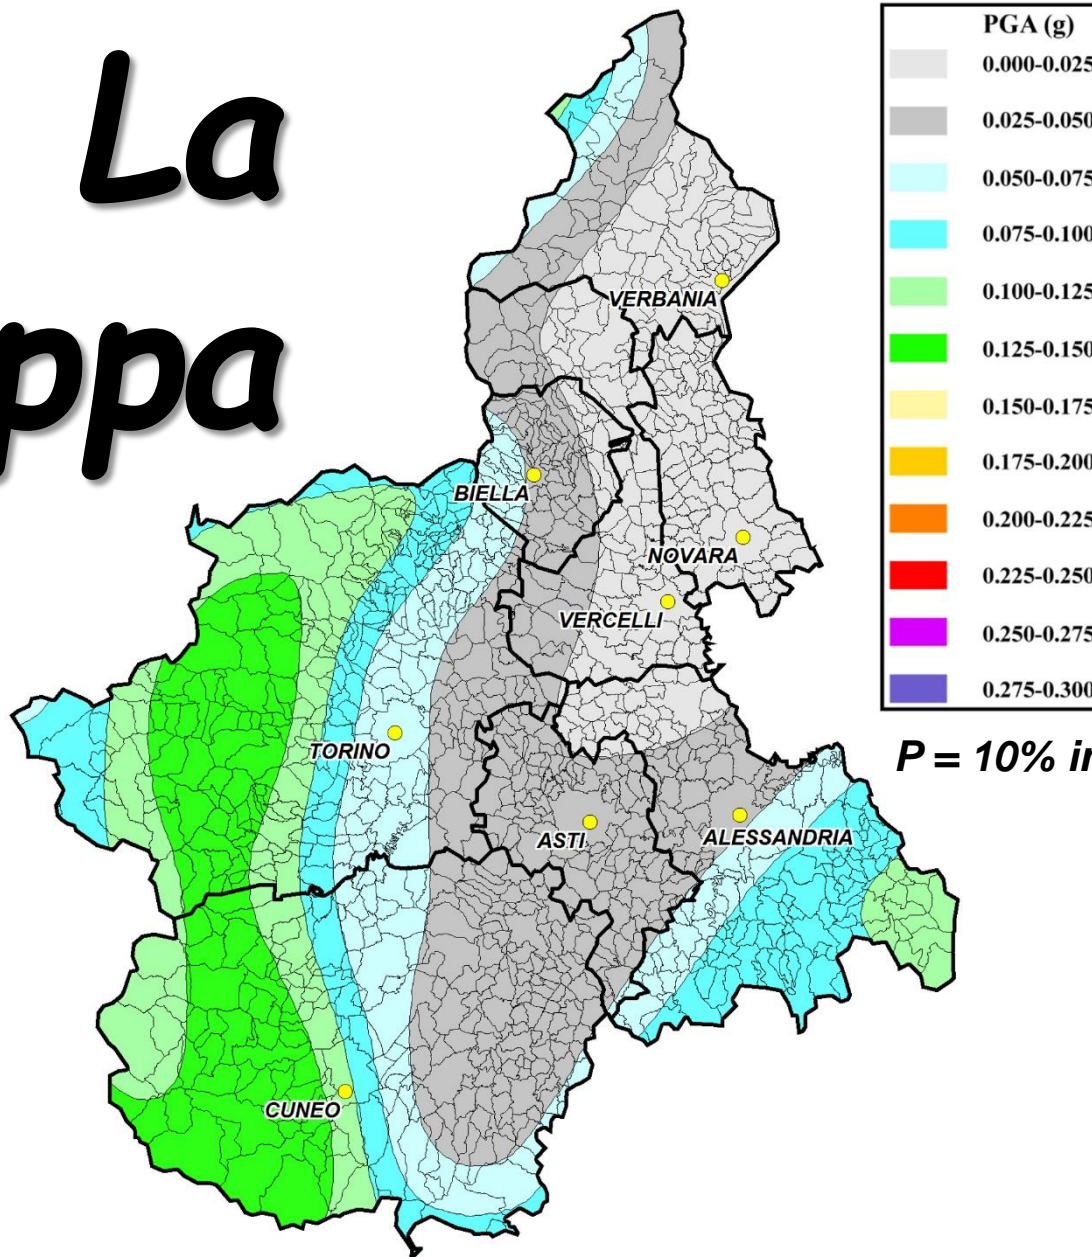 La
ppa
PGA (g)
0.000-0.025
0.025-0.050
0.050-0.075
0.075-0.100
0.100-0.125
0.125-0.150
0.150-0.175
0.175-0.200
0.200-0.225
0.225-0.250
0.250-0.275
0.275-0.300
P = 10% in
VERBANIA
BIELLA
NOVARA
VERCELLI
TORINO
ASTI
ALESSANDRIA
CUNEO